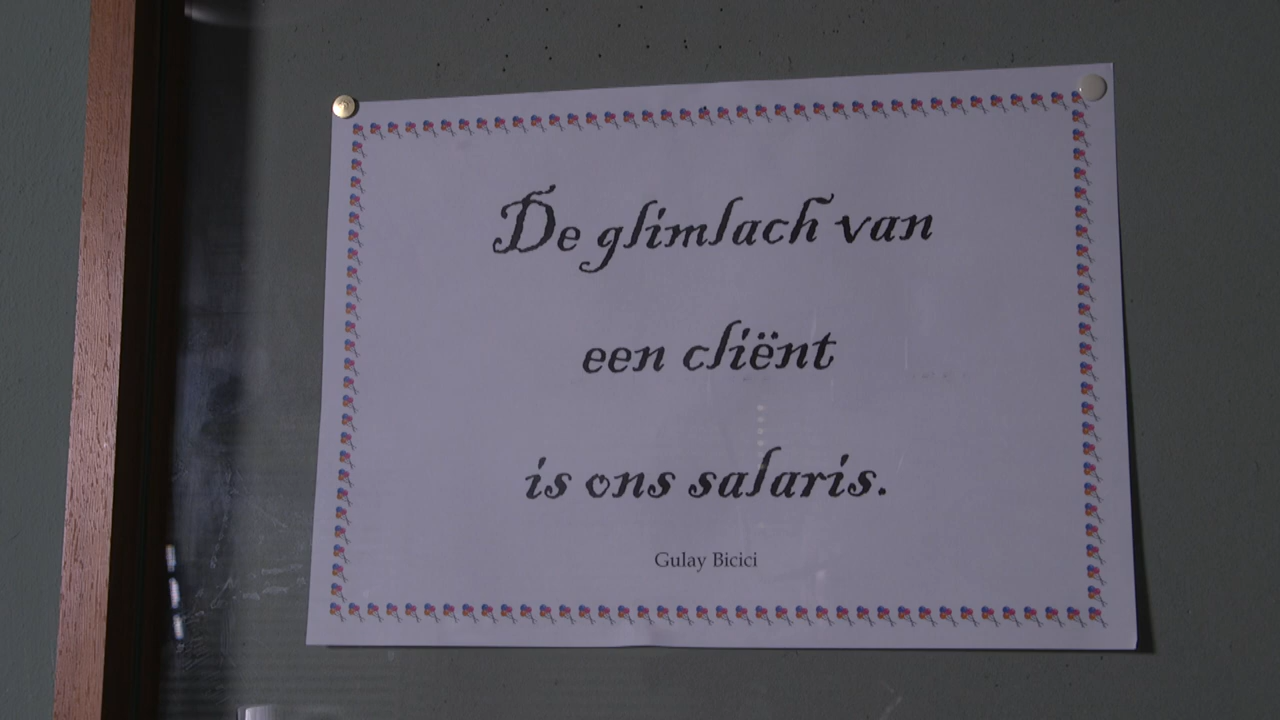 De glimlach van
een cliënt
is ons salaris.
Gulay Bicici